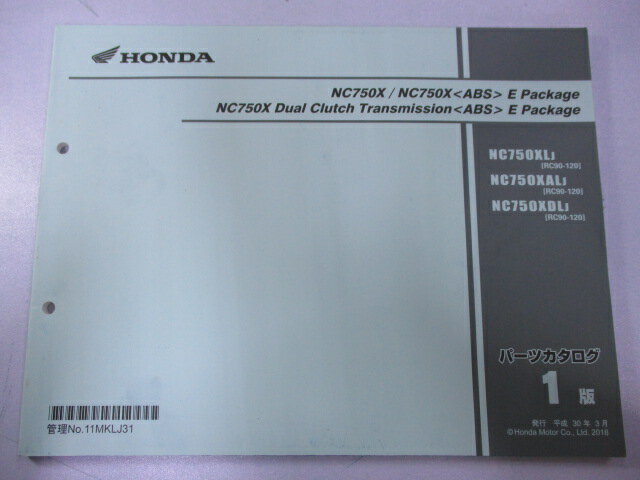 HONDA
NC750X / NC750X<ABS> E Package
NC750X Dual Clutch Transmission<ABS> E Package
NC750XLJ
[RC90-120]
NC750XALJ
[RC90-120]
NC750XDLJ
[RC90-120]
パーツカタログ
1版
発行 平成 30年 3月
©Honda Motor Co., Ltd. 2018
管理No.11MKLJ31